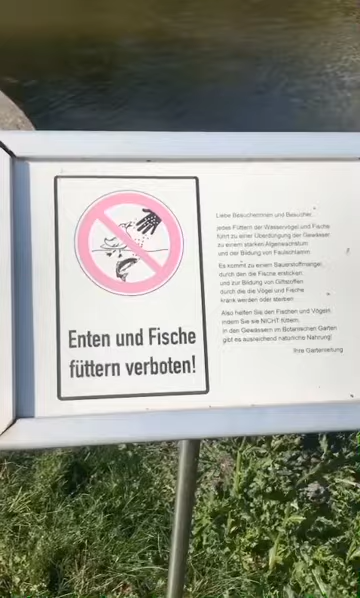 Enten und Fische
füttern verboten!
Liebe Besucherinnen und Besucher,
jedes Füttern der Wasservögel und Fische
führt zu einer Überdüngung der Gewässer
zu einem starken Algenwachstum
und der Bildung von Faulschlamm.
Es kommt zu einem Sauerstoffmangel,
durch den die Fische ersticken
und zur Bildung von Giftstoffen,
durch die die Vögel und Fische
krank werden oder sterben.
Also helfen Sie den Fischen und Vögeln,
indem Sie sie NICHT füttern,
in den Gewässern im Botanischen Garten
gibt es ausreichend natürliche Nahrung!
Ihre Gartenleitung